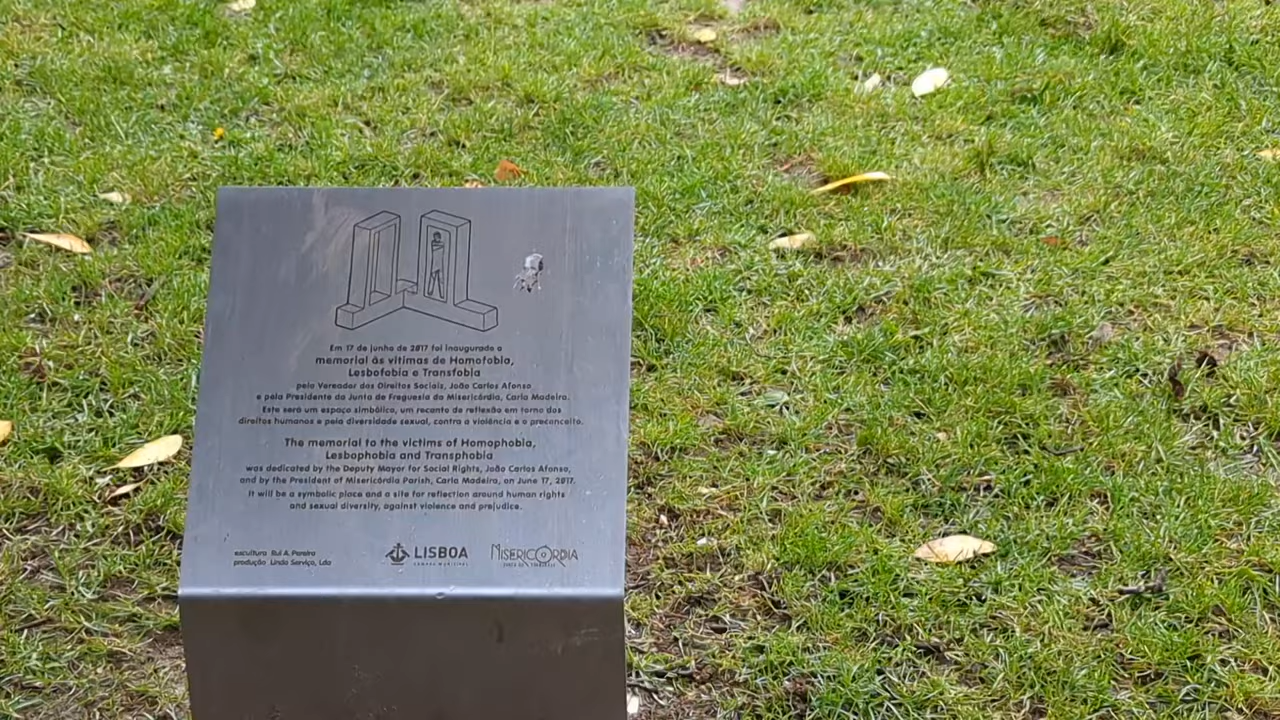 Em 17 de junho de 2017 foi inaugurado o
memorial às vítimas de Homofobia,
Lesbofobia e Transfobia
pelo Vereador dos Direitos Sociais, João Carlos Afonso
e pela Presidente da Junta de Freguesia da Misericórdia, Carla Madeira.
Este será um espaço simbólico, um recanto de reflexão em torno dos
direitos humanos e pela diversidade sexual, contra a violência e o preconceito.
The memorial to the victims of Homophobia,
Lesbophobia and Transphobia
was dedicated by the Deputy Mayor for Social Rights, João Carlos Afonso,
and by the President of Misericórdia Parish, Carla Madeira, on June 17, 2017.
It will be a symbolic place and a site for reflection around human rights
and sexual diversity, against violence and prejudice.
escultura Rui A. Pereira
produção Linda Serviço, Lda
LISBOA
CÂMARA MUNICIPAL
MISERICÓRDIA
JUNTA DE FREGUESIA